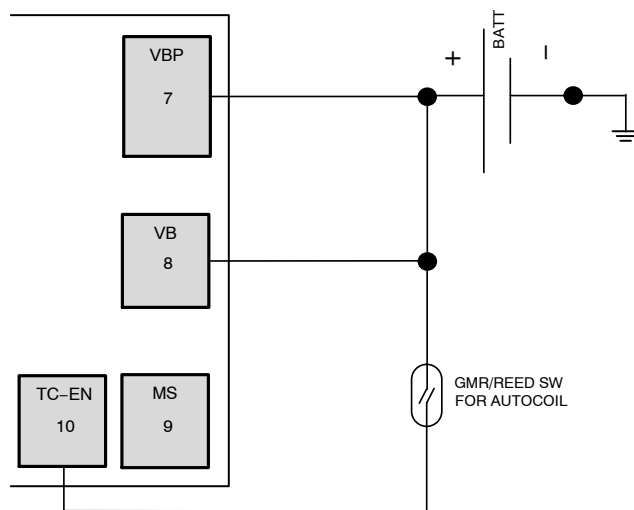 VBP
7
+
BATT
–
VB
8
GMR/REED SW
FOR AUTOCOIL
TC−EN
10
MS
9